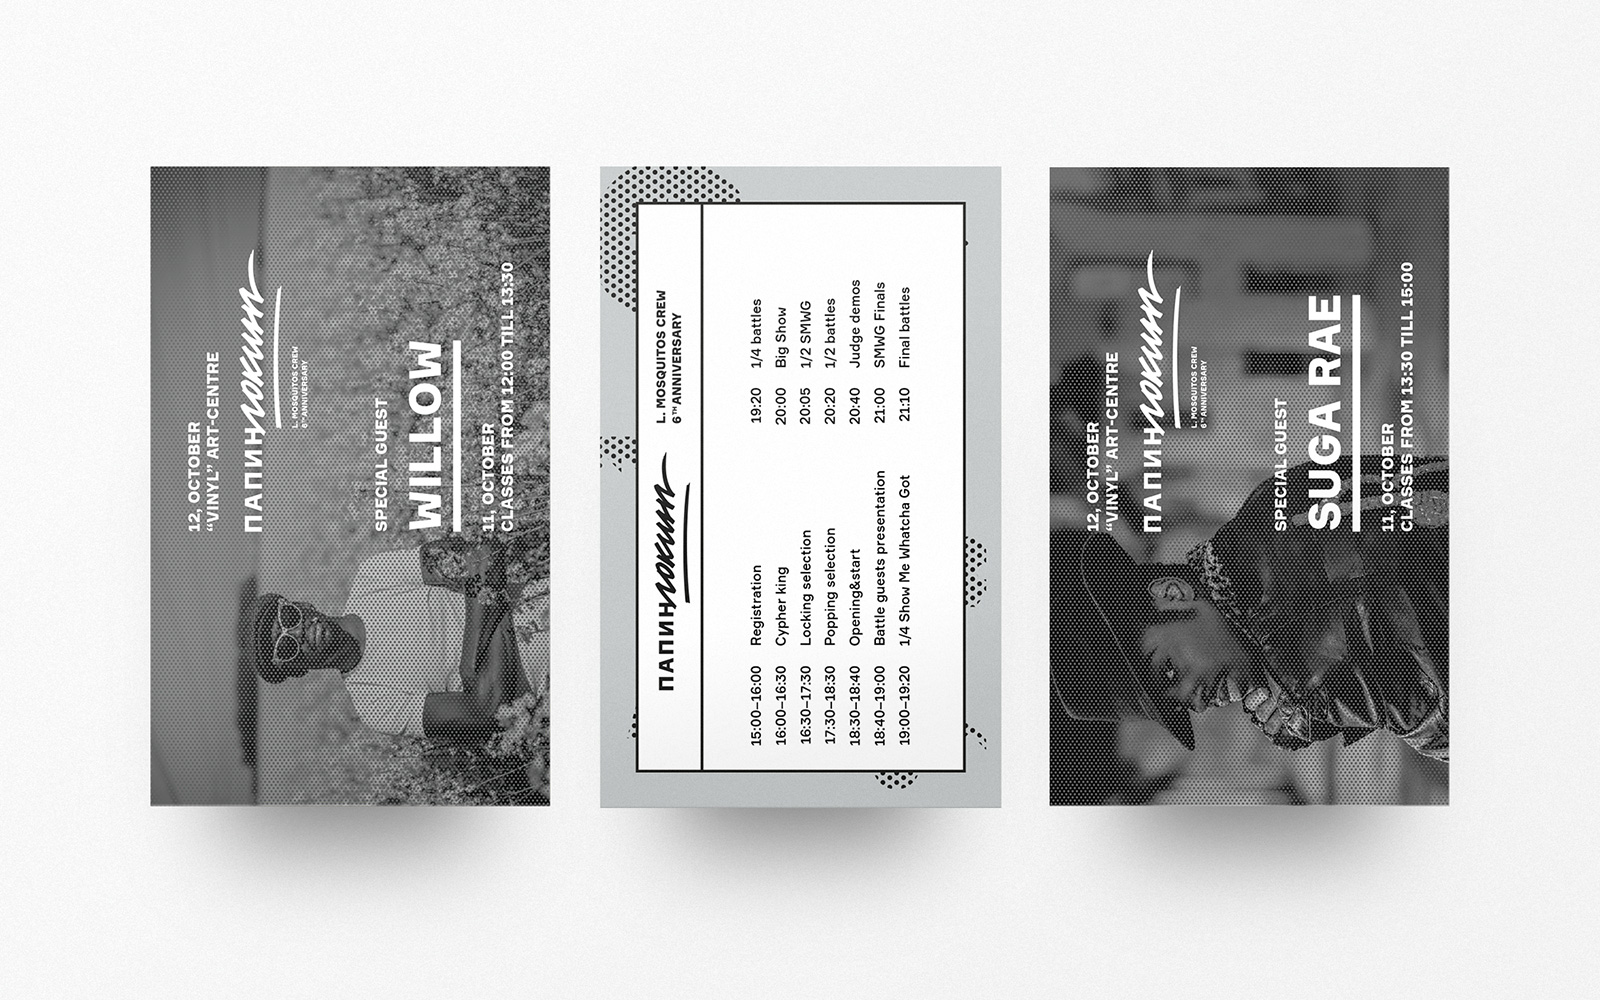 12, OCTOBER
“VINYL” ART-CENTRE
ПАПИН локин
L. MOSQUITOS CREW
6TH ANNIVERSARY
SPECIAL GUEST
WILLOW
11, OCTOBER
CLASSES FROM 12:00 TILL 13:30
ПАПИН локин
L. MOSQUITOS CREW
6TH ANNIVERSARY
15:00–16:00 Registration
16:00–16:30 Cypher king
16:30–17:30 Locking selection
17:30–18:30 Popping selection
18:30–18:40 Opening&start
18:40–19:00 Battle guests presentation
19:00–19:20 1/4 Show Me Whatcha Got
19:20 1/4 battles
20:00 Big Show
20:05 1/2 SMWG
20:20 1/2 battles
20:40 Judge demos
21:00 SMWG Finals
21:10 Final battles
12, OCTOBER
“VINYL” ART-CENTRE
ПАПИН локин
L. MOSQUITOS CREW
6TH ANNIVERSARY
SPECIAL GUEST
SUGA RAE
11, OCTOBER
CLASSES FROM 13:30 TILL 15:00